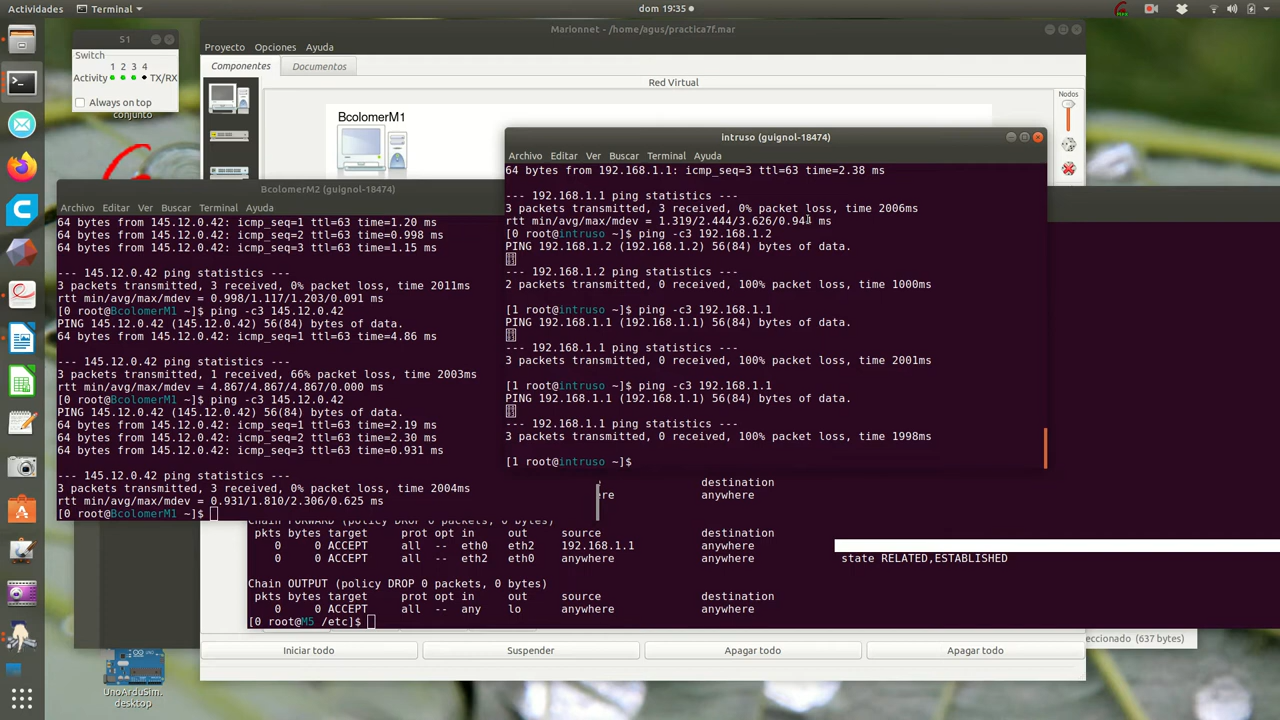 Actividades
Terminal
dom 19:35
S1
Switch
1 2 3 4
Activity
TX/RX
Always on top
conjunto
Marionnet - /home/agus/practica7f.mar
Proyecto Opciones Ayuda
Componentes Documentos
Red Virtual
BcolomerM1
Nodos
BcolomerM2 (guignol-18474)
Archivo Editar Ver Buscar Terminal Ayuda
64 bytes from 145.12.0.42: icmp_seq=1 ttl=63 time=1.20 ms
64 bytes from 145.12.0.42: icmp_seq=2 ttl=63 time=0.998 ms
64 bytes from 145.12.0.42: icmp_seq=3 ttl=63 time=1.15 ms
--- 145.12.0.42 ping statistics ---
3 packets transmitted, 3 received, 0% packet loss, time 2011ms
rtt min/avg/max/mdev = 0.998/1.117/1.203/0.091 ms
[0 root@BcolomerM1 ~]$ ping -c3 145.12.0.42
PING 145.12.0.42 (145.12.0.42) 56(84) bytes of data.
64 bytes from 145.12.0.42: icmp_seq=1 ttl=63 time=4.86 ms
--- 145.12.0.42 ping statistics ---
3 packets transmitted, 1 received, 66% packet loss, time 2003ms
rtt min/avg/max/mdev = 4.867/4.867/4.867/0.000 ms
[0 root@BcolomerM1 ~]$ ping -c3 145.12.0.42
PING 145.12.0.42 (145.12.0.42) 56(84) bytes of data.
64 bytes from 145.12.0.42: icmp_seq=1 ttl=63 time=2.19 ms
64 bytes from 145.12.0.42: icmp_seq=2 ttl=63 time=2.30 ms
64 bytes from 145.12.0.42: icmp_seq=3 ttl=63 time=0.931 ms
--- 145.12.0.42 ping statistics ---
3 packets transmitted, 3 received, 0% packet loss, time 2004ms
rtt min/avg/max/mdev = 0.931/1.810/2.306/0.625 ms
[0 root@BcolomerM1 ~]$
intruso (guignol-18474)
Archivo Editar Ver Buscar Terminal Ayuda
64 bytes from 192.168.1.1: icmp_seq=3 ttl=63 time=2.38 ms
--- 192.168.1.1 ping statistics ---
3 packets transmitted, 3 received, 0% packet loss, time 2006ms
rtt min/avg/max/mdev = 1.319/2.444/3.626/0.944 ms
[0 root@intruso ~]$ ping -c3 192.168.1.2
PING 192.168.1.2 (192.168.1.2) 56(84) bytes of data.
--- 192.168.1.2 ping statistics ---
2 packets transmitted, 0 received, 100% packet loss, time 1000ms
[1 root@intruso ~]$ ping -c3 192.168.1.1
PING 192.168.1.1 (192.168.1.1) 56(84) bytes of data.
--- 192.168.1.1 ping statistics ---
3 packets transmitted, 0 received, 100% packet loss, time 2001ms
[1 root@intruso ~]$ ping -c3 192.168.1.1
PING 192.168.1.1 (192.168.1.1) 56(84) bytes of data.
--- 192.168.1.1 ping statistics ---
3 packets transmitted, 0 received, 100% packet loss, time 1998ms
[1 root@intruso ~]$
destination
ere anywhere
Chain FORWARD (policy DROP 0 packets, 0 bytes)
pkts bytes target prot opt in out source destination
0 0 ACCEPT all -- eth0 eth2 192.168.1.1 anywhere
0 0 ACCEPT all -- eth2 eth0 anywhere anywhere state RELATED,ESTABLISHED
Chain OUTPUT (policy DROP 0 packets, 0 bytes)
pkts bytes target prot opt in out source destination
0 0 ACCEPT all -- any lo anywhere anywhere
[0 root@M5 /etc]$
eccionado (637 bytes)
Iniciar todo
Suspender
Apagar todo
Apagar todo
UnoArduSim.
desktop